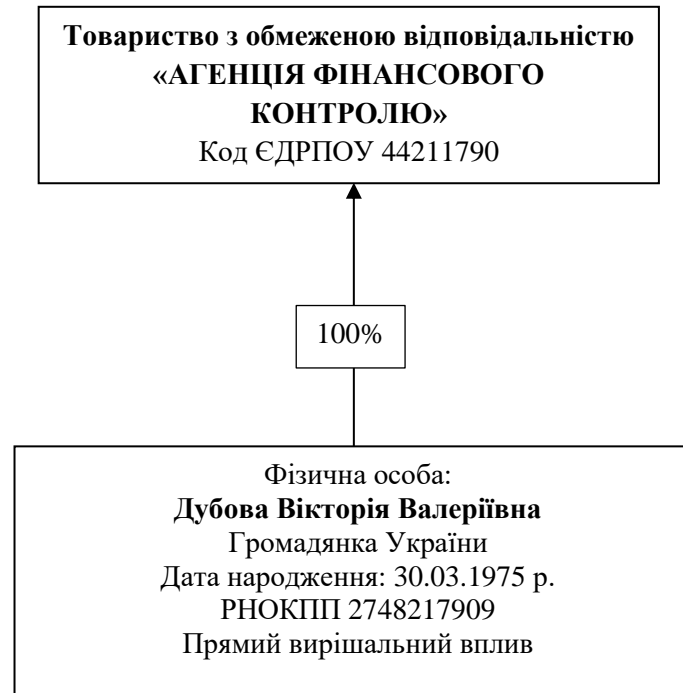 Товариство з обмеженою відповідальністю
«АГЕНЦІЯ ФІНАНСОВОГО
КОНТРОЛЮ»
Код ЄДРПОУ 44211790
100%
Фізична особа:
Дубова Вікторія Валеріївна
Громадянка України
Дата народження: 30.03.1975 р.
РНОКПП 2748217909
Прямий вирішальний вплив